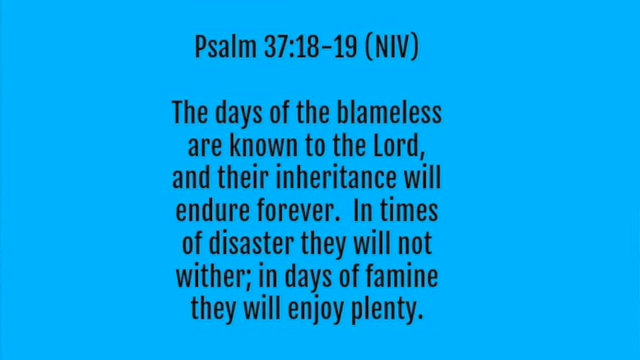 Psalm 37:18-19 (NIV)
The days of the blameless
are known to the Lord,
and their inheritance will
endure forever.  In times
of disaster they will not
wither; in days of famine
they will enjoy plenty.